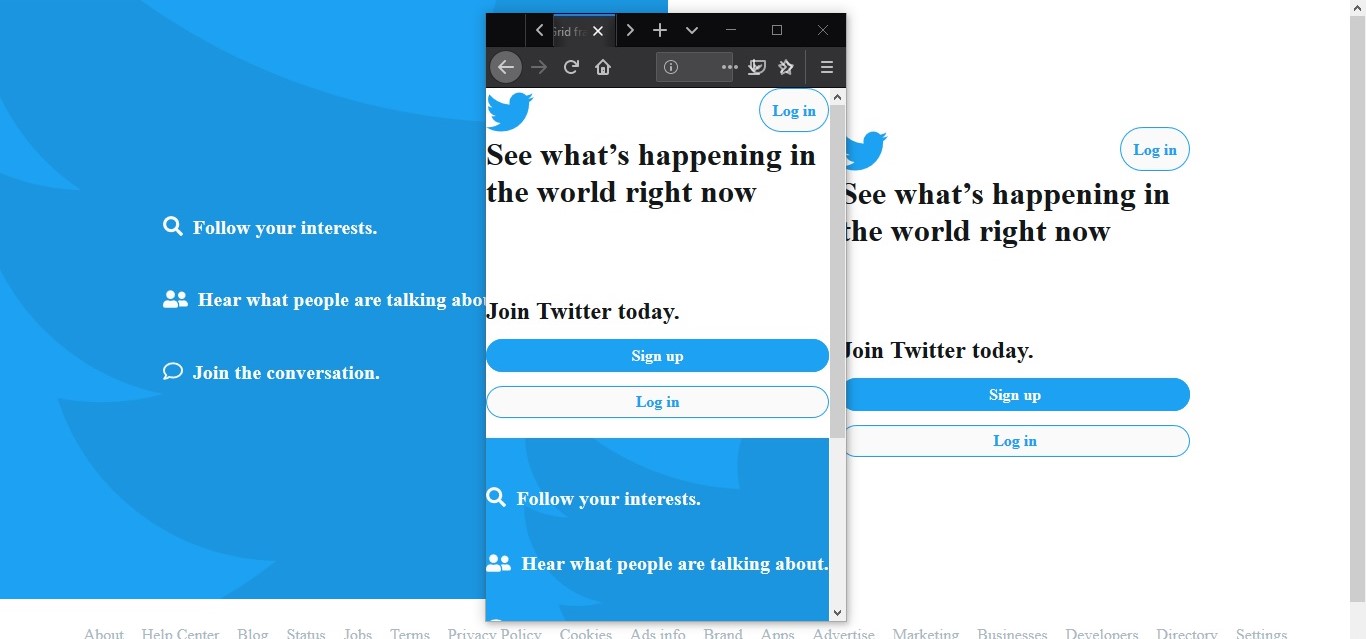 Follow your interests.
Hear what people are talking abou
Join the conversation.
Grid fra
Log in
See what’s happening in
the world right now
Join Twitter today.
Sign up
Log in
Follow your interests.
Hear what people are talking about.
Log in
See what’s happening in
the world right now
Join Twitter today.
Sign up
Log in
About Help Center Blog Status Jobs Terms Privacy Policy Cookies Ads info Brand Apps Advertise Marketing Businesses Developers Directory Settings